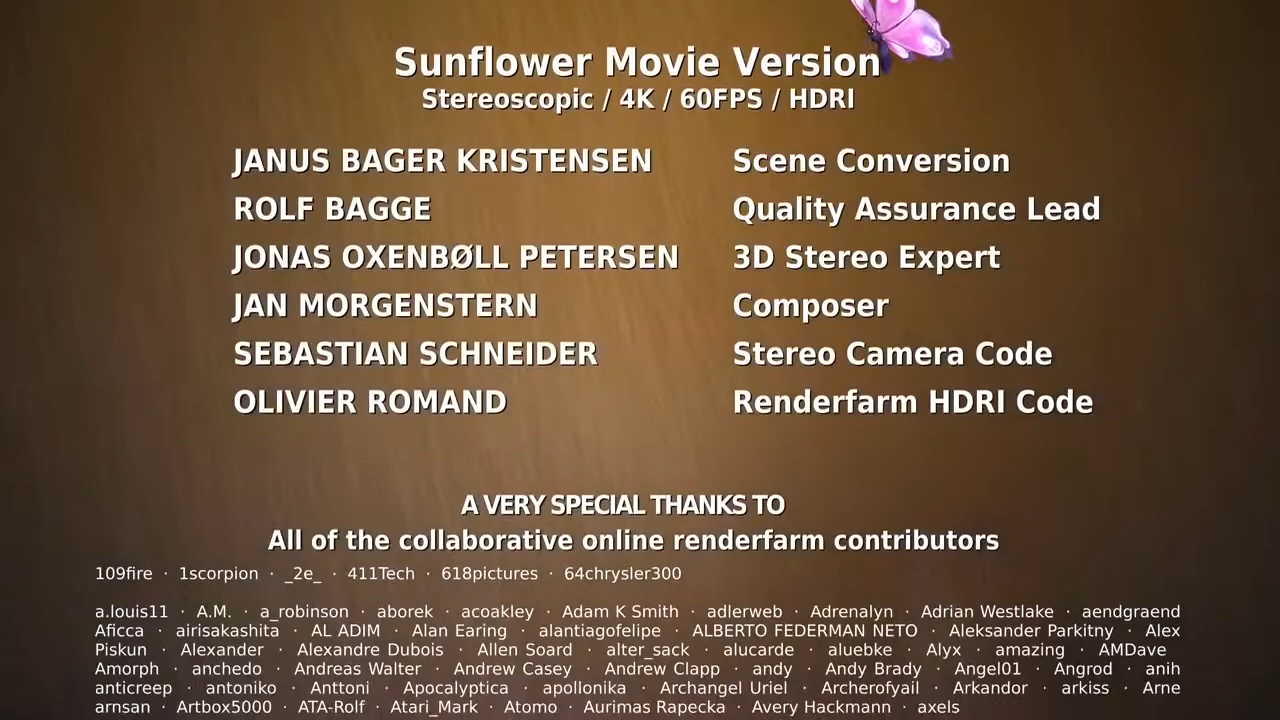 Sunflower Movie Version
Stereoscopic / 4K / 60FPS / HDRI
JANUS BAGER KRISTENSEN Scene Conversion
ROLF BAGGE Quality Assurance Lead
JONAS OXENBØLL PETERSEN 3D Stereo Expert
JAN MORGENSTERN Composer
SEBASTIAN SCHNEIDER Stereo Camera Code
OLIVIER ROMAND Renderfarm HDRI Code
A VERY SPECIAL THANKS TO
All of the collaborative online renderfarm contributors
109fire · 1scorpion · _2e_ · 411Tech · 618pictures · 64chrysler300
a.louis11 · A.M. · a_robinson · aborek · acoakley · Adam K Smith · adlerweb · Adrenalyn · Adrian Westlake · aendgraend
Aficca · airisakashita · AL ADIM · Alan Earing · alantiagofelipe · ALBERTO FEDERMAN NETO · Aleksander Parkitny · Alex
Piskun · Alexander · Alexandre Dubois · Allen Soard · alter_sack · alucarde · aluebke · Alyx · amazing · AMDave
Amorph · anchedo · Andreas Walter · Andrew Casey · Andrew Clapp · andy · Andy Brady · Angel01 · Angrod · anih
anticreep · antoniko · Anttoni · Apocalyptica · apollonika · Archangel Uriel · Archerofyail · Arkandor · arkiss · Arne
arnsan · Artbox5000 · ATA-Rolf · Atari_Mark · Atomo · Aurimas Rapecka · Avery Hackmann · axels